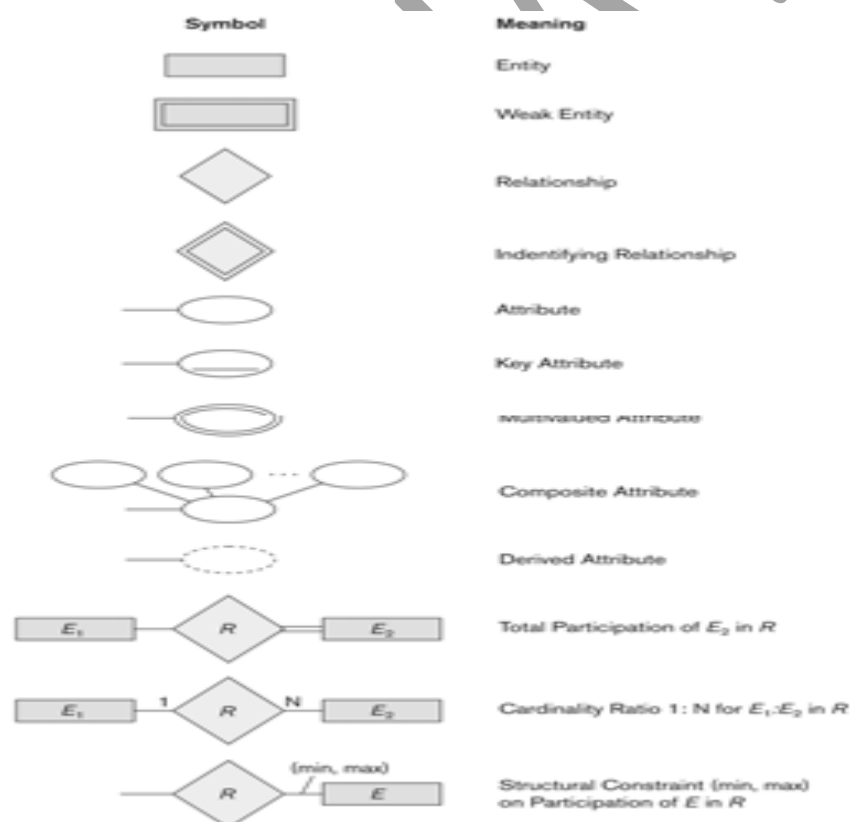 Symbol Meaning
Entity
Weak Entity
Relationship
Indentifying Relationship
Attribute
Key Attribute
Multivalued Attribute
Composite Attribute
Derived Attribute
E₁ R E₂ Total Participation of E₂ in R
E₁ 1 R N E₂ Cardinality Ratio 1: N for E₁:E₂ in R
(min, max)
R E Structural Constraint (min, max)
on Participation of E in R